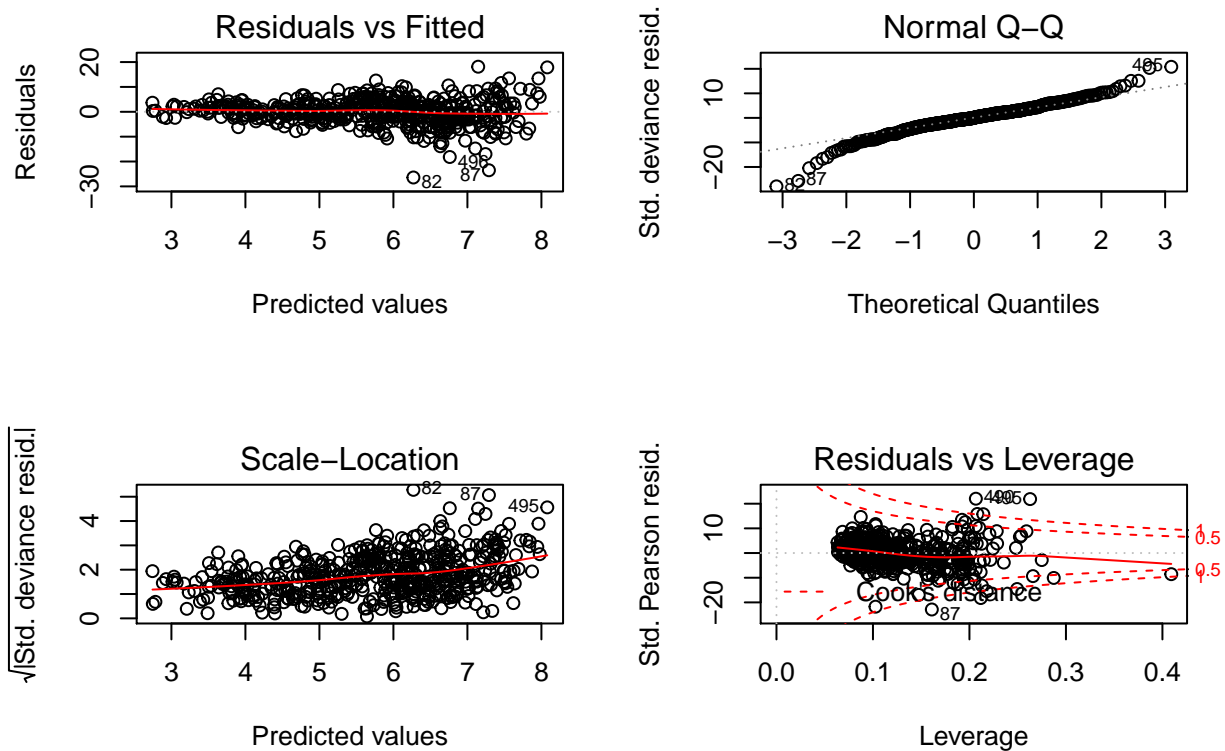 Residuals vs Fitted
Residuals
20
0
−30
82
496
87
3 4 5 6 7 8
Predicted values
Normal Q−Q
Std. deviance resid.
10
−20
82
87
495
−3 −2 −1 0 1 2 3
Theoretical Quantiles
Scale−Location
√|Std. deviance resid.|
4
2
0
82
87
495
3 4 5 6 7 8
Predicted values
Residuals vs Leverage
Std. Pearson resid.
10
−20
495
87
Cook's distance
1
0.5
0.5
1
0.0 0.1 0.2 0.3 0.4
Leverage